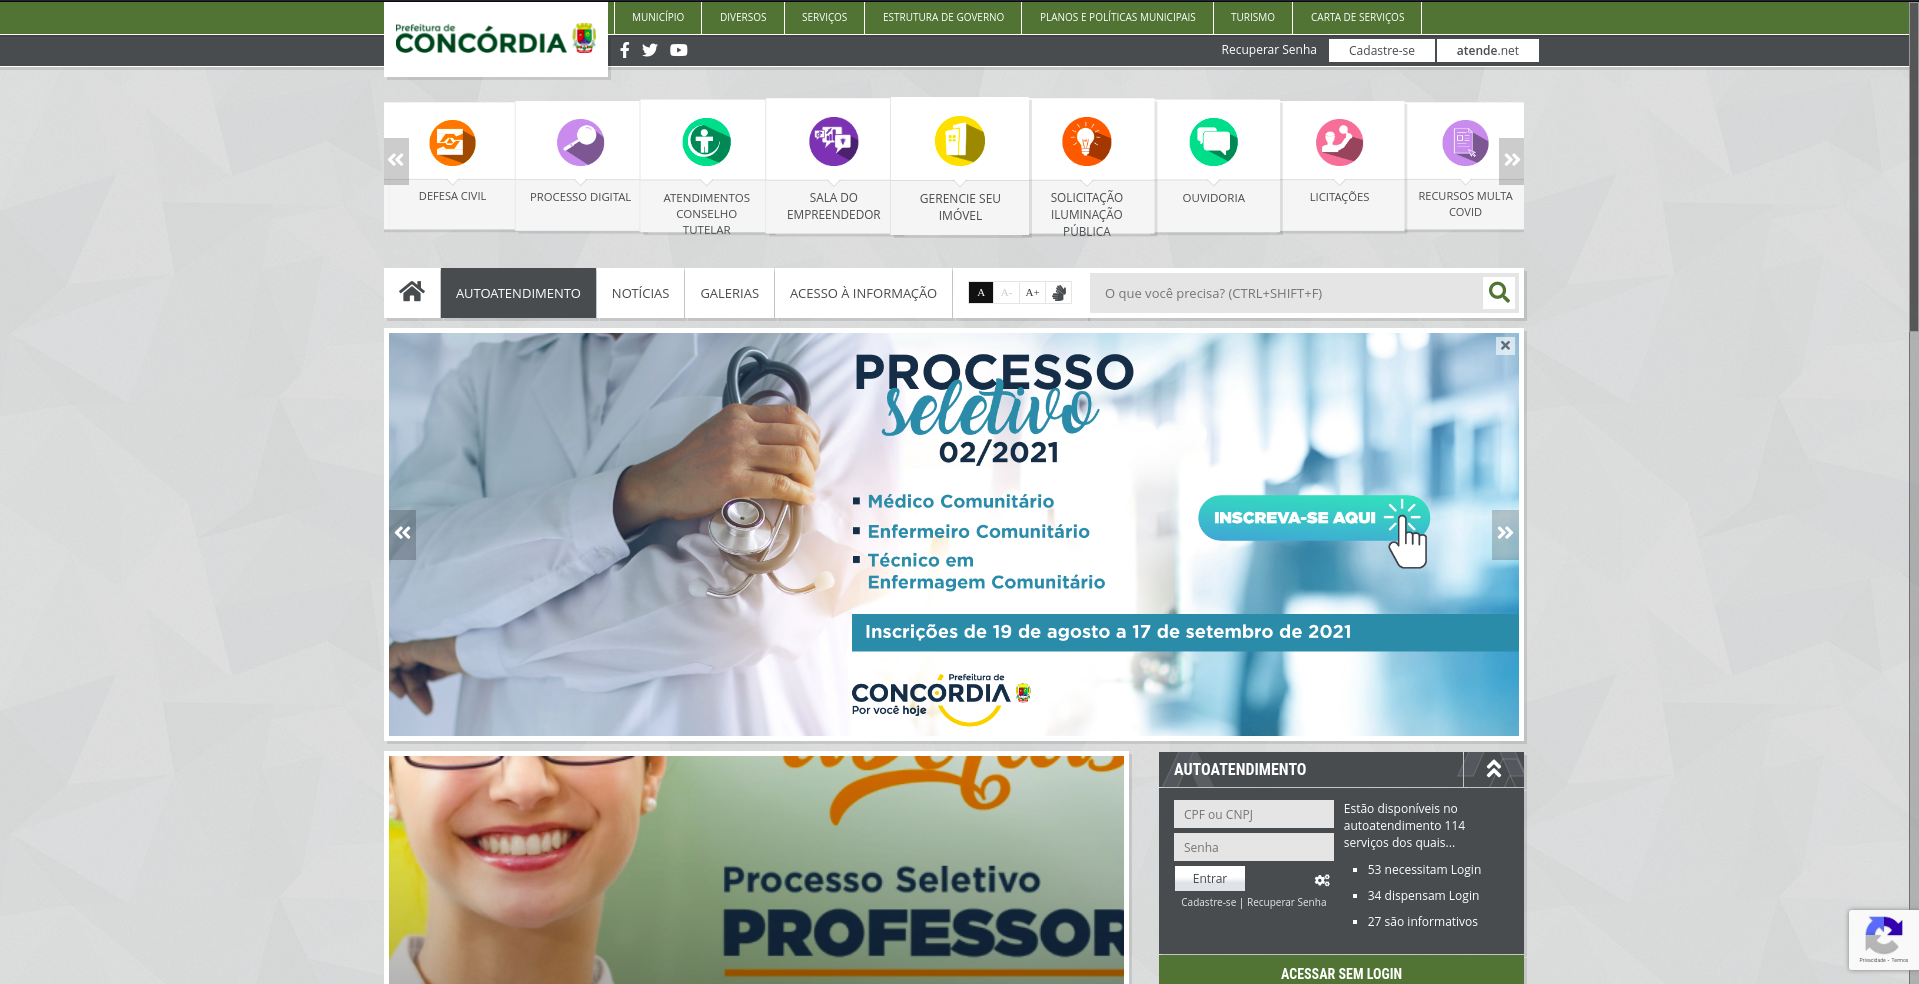 Prefeitura de
CONCÓRDIA
MUNICÍPIO
DIVERSOS
SERVIÇOS
ESTRUTURA DE GOVERNO
PLANOS E POLÍTICAS MUNICIPAIS
TURISMO
CARTA DE SERVIÇOS
Recuperar Senha
Cadastre-se
atende.net
DEFESA CIVIL
PROCESSO DIGITAL
ATENDIMENTOS
CONSELHO
TUTELAR
SALA DO
EMPREENDEDOR
GERENCIE SEU
IMÓVEL
SOLICITAÇÃO
ILUMINAÇÃO
PÚBLICA
OUVIDORIA
LICITAÇÕES
RECURSOS MULTA
COVID
AUTOATENDIMENTO
NOTÍCIAS
GALERIAS
ACESSO À INFORMAÇÃO
A
A-
A+
O que você precisa? (CTRL+SHIFT+F)
PROCESSO
seletivo
02/2021
Médico Comunitário
Enfermeiro Comunitário
Técnico em
Enfermagem Comunitário
INSCREVA-SE AQUI
Inscrições de 19 de agosto a 17 de setembro de 2021
Prefeitura de
CONCÓRDIA
Por você hoje
Processo Seletivo
PROFESSOR
AUTOATENDIMENTO
CPF ou CNPJ
Senha
Entrar
Cadastre-se | Recuperar Senha
Estão disponíveis no
autoatendimento 114
serviços dos quais...
53 necessitam Login
34 dispensam Login
27 são informativos
ACESSAR SEM LOGIN
Privacidade - Termos